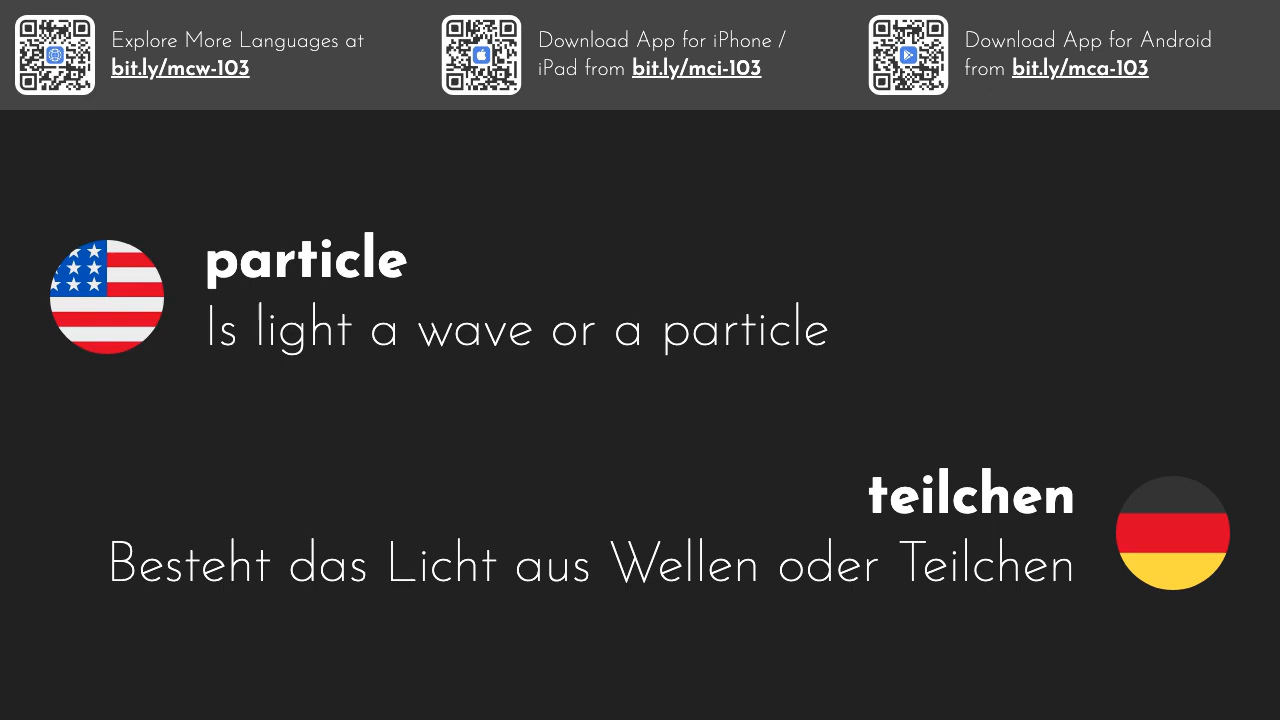 Explore More Languages at
bit.ly/mcw-103
Download App for iPhone /
iPad from bit.ly/mci-103
Download App for Android
from bit.ly/mca-103
particle
Is light a wave or a particle
teilchen
Besteht das Licht aus Wellen oder Teilchen